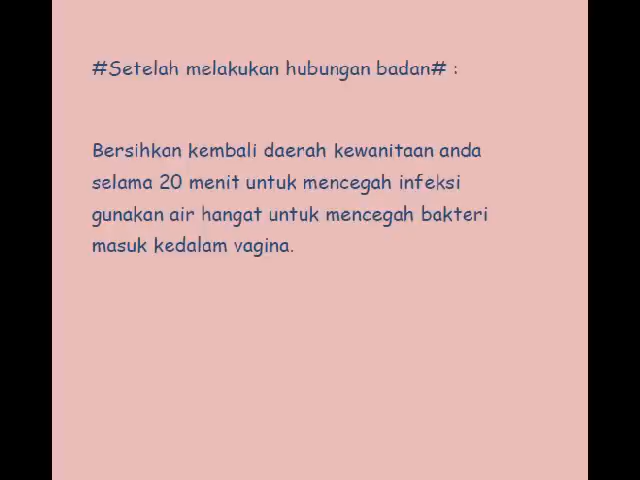 #Setelah melakukan hubungan badan# :
Bersihkan kembali daerah kewanitaan anda
selama 20 menit untuk mencegah infeksi
gunakan air hangat untuk mencegah bakteri
masuk kedalam vagina.